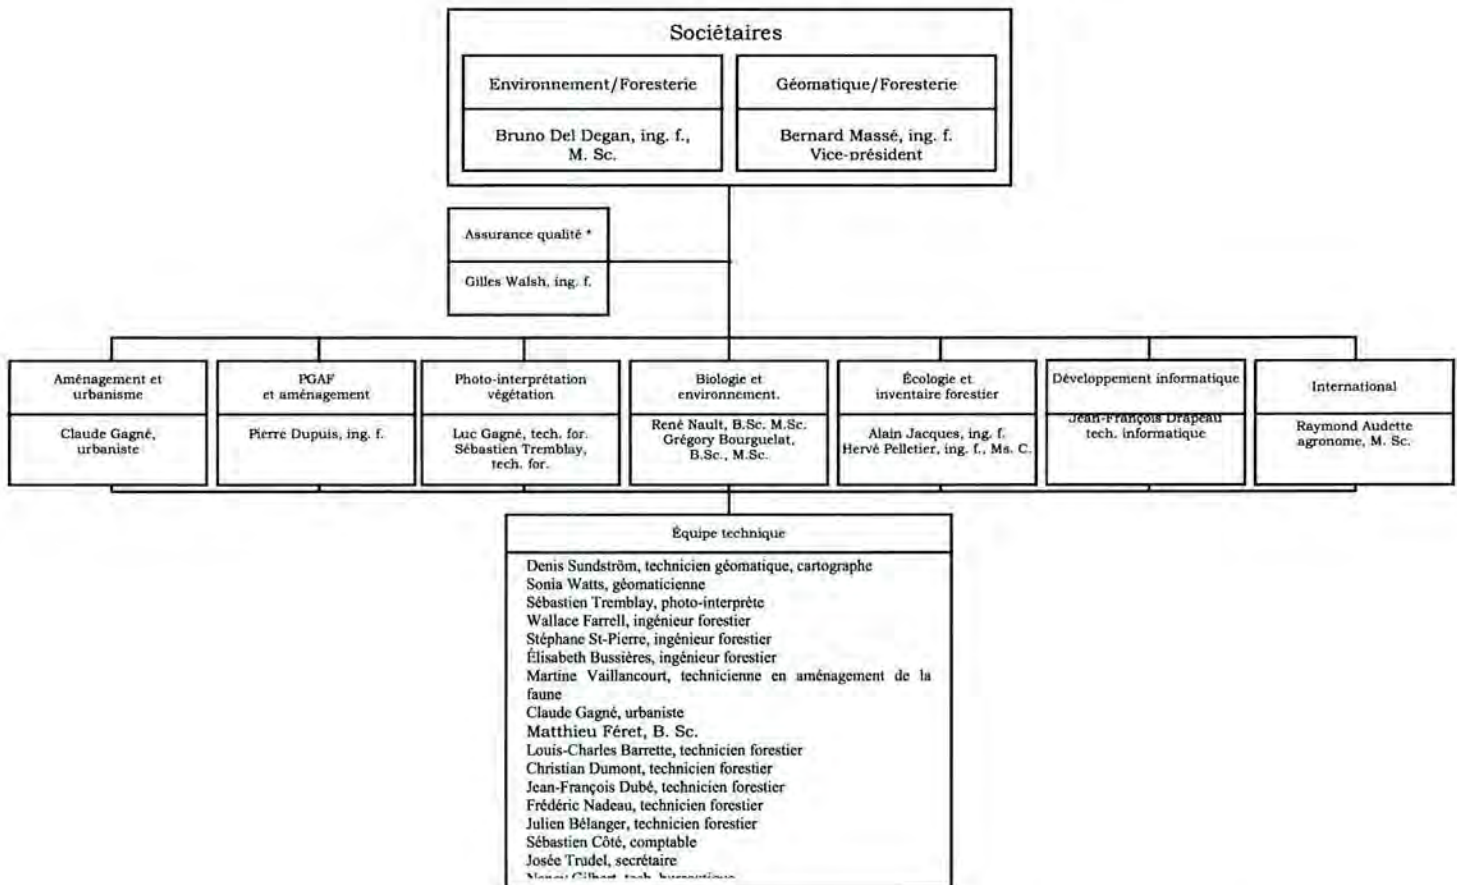 Sociétaires
Environnement/Foresterie
Bruno Del Degan, ing. f.,
M. Sc.
Géomatique/Foresterie
Bernard Massé, ing. f.
Vice-président
Assurance qualité *
Gilles Walsh, ing. f.
Aménagement et
urbanisme
Claude Gagné,
urbaniste
PGAF
et aménagement
Pierre Dupuis, ing. f.
Photo-interprétation
végétation
Luc Gagné, tech. for.
Sébastien Tremblay,
tech. for.
Biologie et
environnement.
René Nault, B.Sc. M.Sc.
Grégory Bourguelat,
B.Sc., M.Sc.
Écologie et
inventaire forestier
Alain Jacques, ing. f.
Hervé Pelletier, ing. f., Ms. C.
Développement informatique
Jean-François Drapeau
tech. informatique
International
Raymond Audette
agronome, M. Sc.
Équipe technique
Denis Sundström, technicien géomatique, cartographe
Sonia Watts, géomaticienne
Sébastien Tremblay, photo-interprète
Wallace Farrell, ingénieur forestier
Stéphane St-Pierre, ingénieur forestier
Élisabeth Bussières, ingénieur forestier
Martine Vaillancourt, technicienne en aménagement de la
faune
Claude Gagné, urbaniste
Matthieu Féret, B. Sc.
Louis-Charles Barrette, technicien forestier
Christian Dumont, technicien forestier
Jean-François Dubé, technicien forestier
Frédéric Nadeau, technicien forestier
Julien Bélanger, technicien forestier
Sébastien Côté, comptable
Josée Trudel, secrétaire